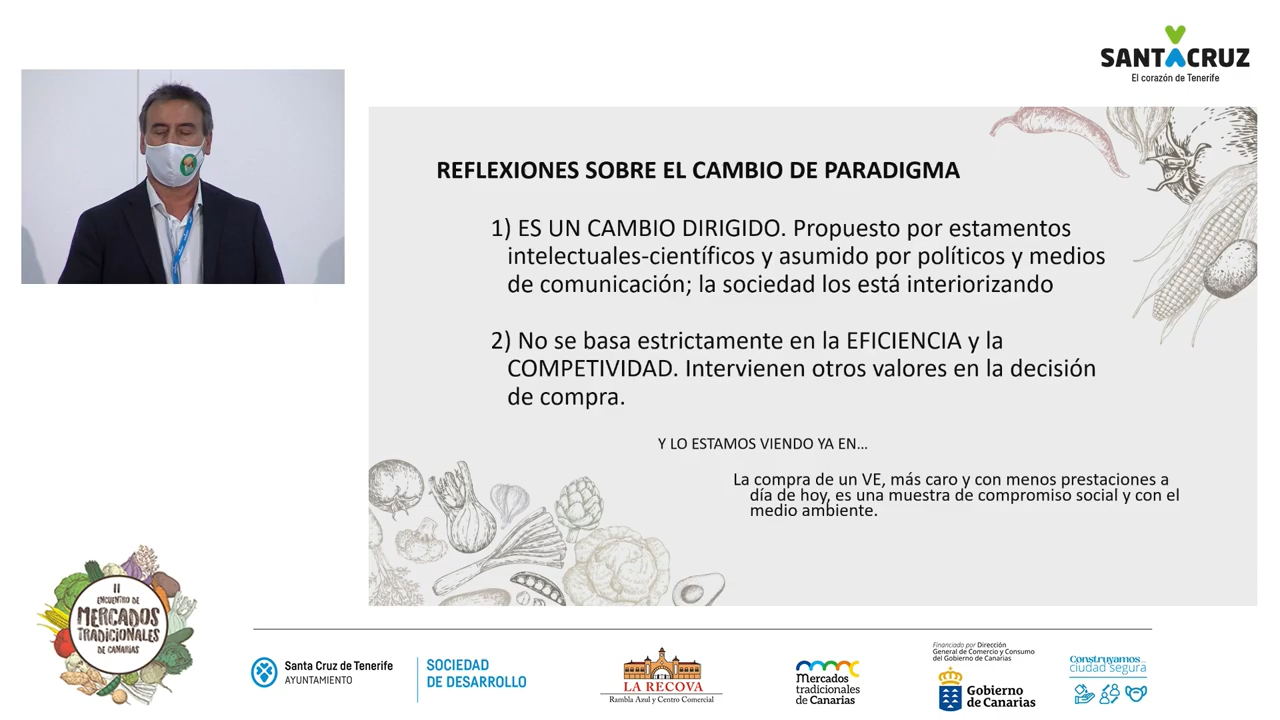 SANTACRUZ
El corazón de Tenerife
REFLEXIONES SOBRE EL CAMBIO DE PARADIGMA
1) ES UN CAMBIO DIRIGIDO. Propuesto por estamentos
intelectuales-científicos y asumido por políticos y medios
de comunicación; la sociedad los está interiorizando
2) No se basa estrictamente en la EFICIENCIA y la
COMPETIVIDAD. Intervienen otros valores en la decisión
de compra.
Y LO ESTAMOS VIENDO YA EN...
La compra de un VE, más caro y con menos prestaciones a
día de hoy, es una muestra de compromiso social y con el
medio ambiente.
II
ENCUENTRO DE
MERCADOS
TRADICIONALES
DE CANARIAS
Santa Cruz de Tenerife
AYUNTAMIENTO
SOCIEDAD
DE DESARROLLO
LA RECOVA
Rambla Azul y Centro Comercial
Mercados
tradicionales
de Canarias
Financiado por Dirección
General de Comercio y Consumo
del Gobierno de Canarias
Gobierno
de Canarias
Construyamos...
ciudad segura